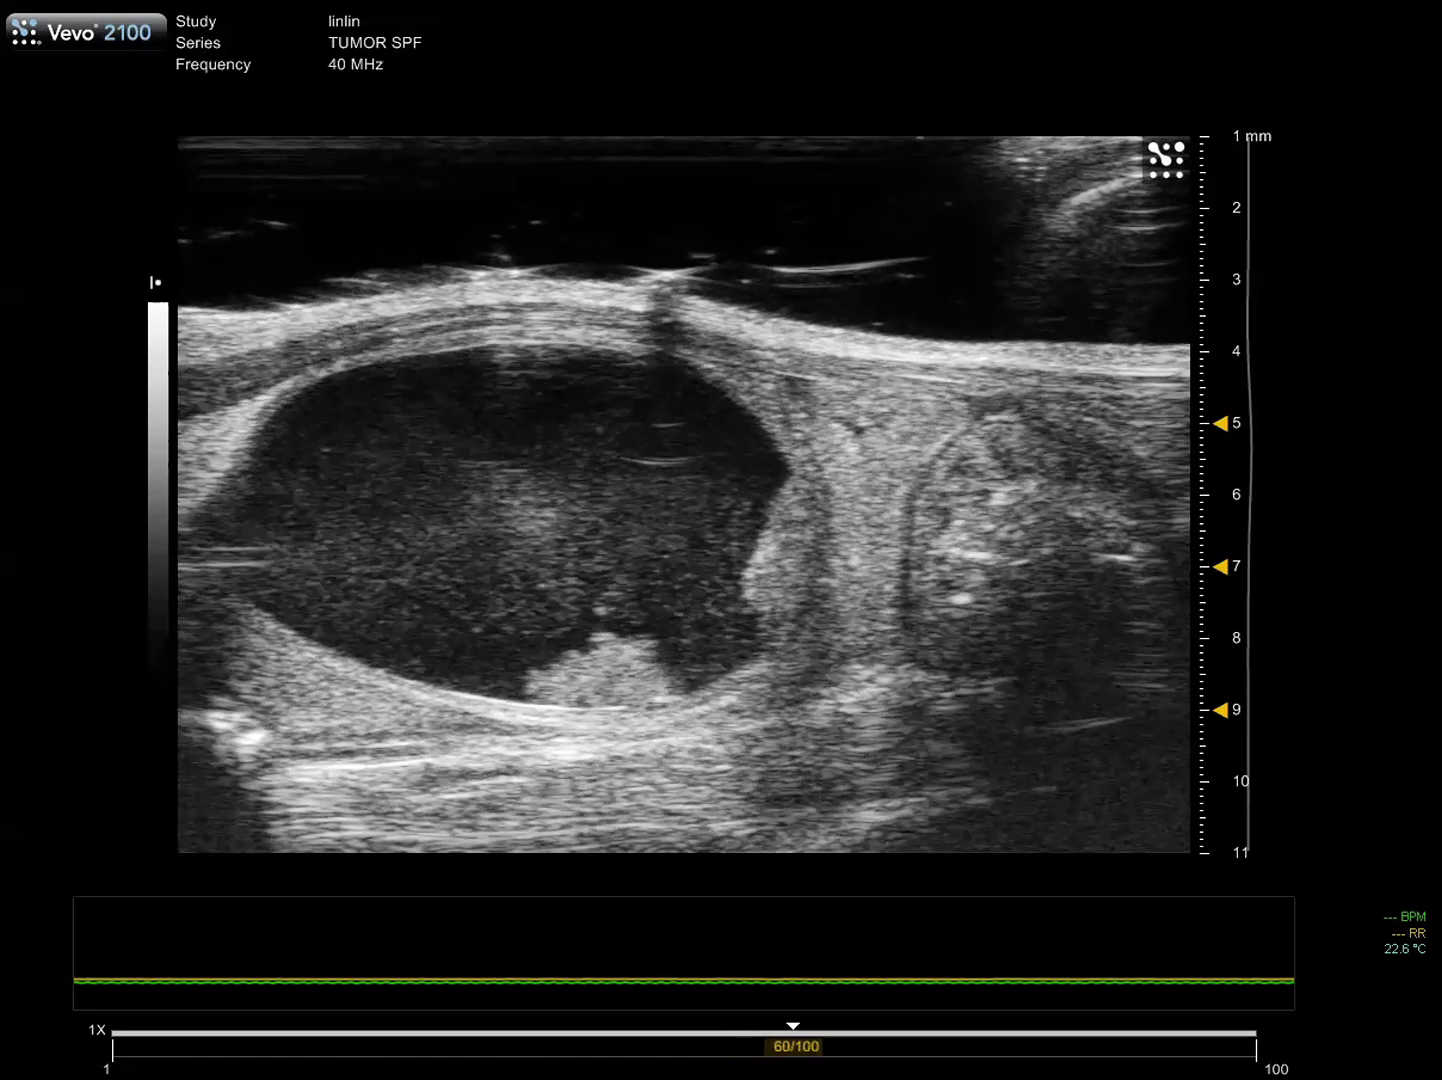 Vevo® 2100
Study linlin
Series TUMOR SPF
Frequency 40 MHz
1 mm
2
3
4
5
6
7
8
9
10
11
--- BPM
--- RR
22.6 °C
1X
60/100
1 100